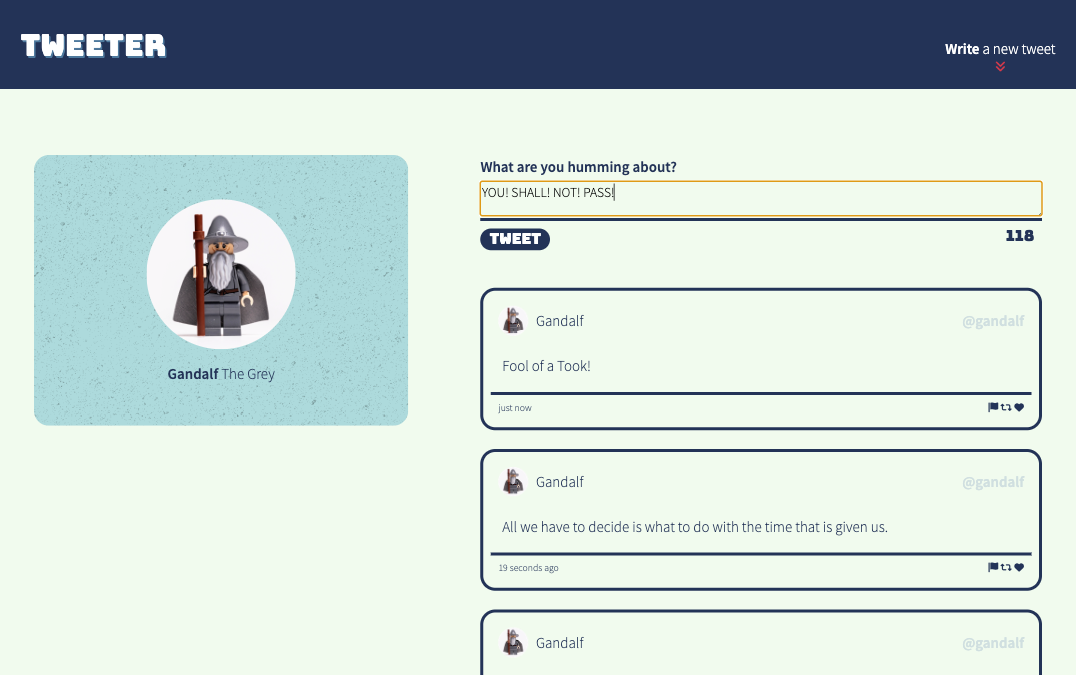 TWEETER
Write a new tweet
What are you humming about?
YOU! SHALL! NOT! PASS!
TWEET
118
Gandalf The Grey
Gandalf
@gandalf
Fool of a Took!
just now
Gandalf
@gandalf
All we have to decide is what to do with the time that is given us.
19 seconds ago
Gandalf
@gandalf